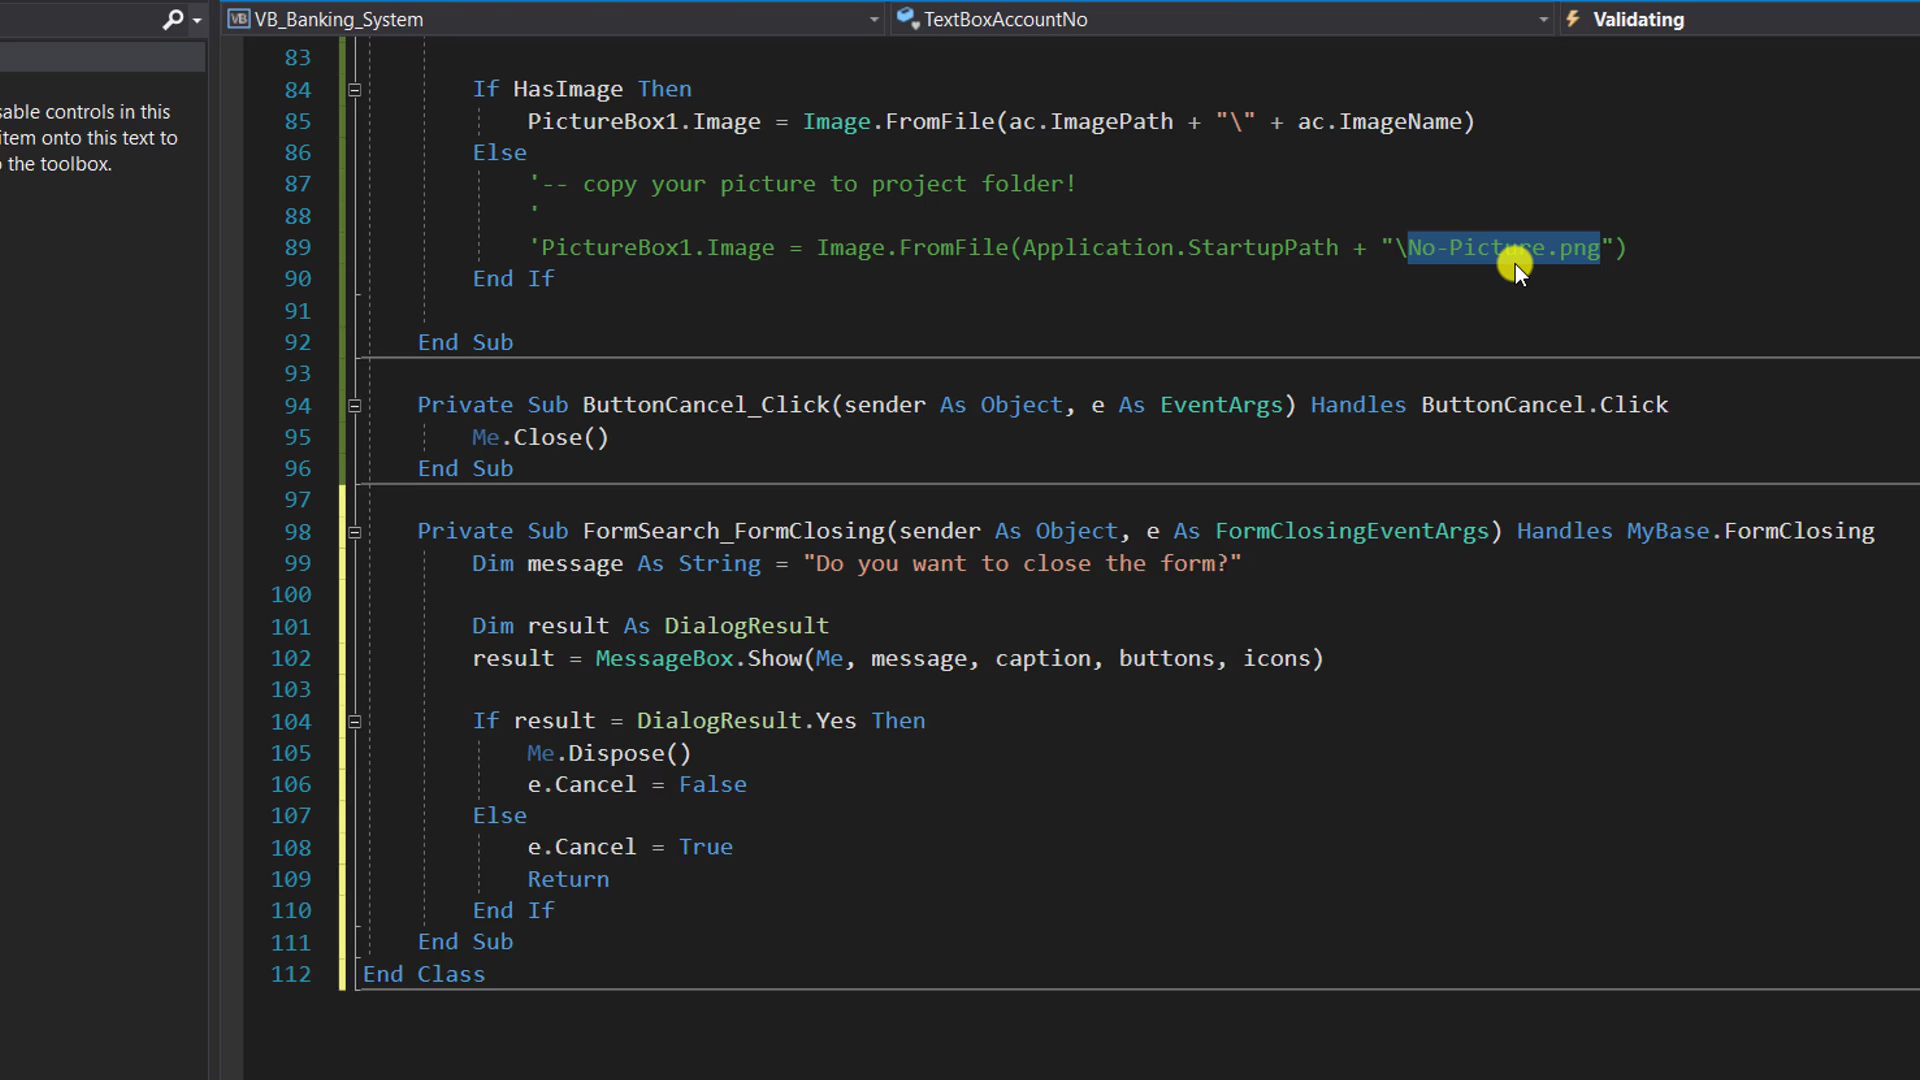 VB_Banking_System TextBoxAccountNo Validating
sable controls in this
item onto this text to
the toolbox.
83
84 If HasImage Then
85 PictureBox1.Image = Image.FromFile(ac.ImagePath + "\" + ac.ImageName)
86 Else
87 '-- copy your picture to project folder!
88 '
89 'PictureBox1.Image = Image.FromFile(Application.StartupPath + "\No-Picture.png")
90 End If
91
92 End Sub
93
94 Private Sub ButtonCancel_Click(sender As Object, e As EventArgs) Handles ButtonCancel.Click
95 Me.Close()
96 End Sub
97
98 Private Sub FormSearch_FormClosing(sender As Object, e As FormClosingEventArgs) Handles MyBase.FormClosing
99 Dim message As String = "Do you want to close the form?"
100
101 Dim result As DialogResult
102 result = MessageBox.Show(Me, message, caption, buttons, icons)
103
104 If result = DialogResult.Yes Then
105 Me.Dispose()
106 e.Cancel = False
107 Else
108 e.Cancel = True
109 Return
110 End If
111 End Sub
112 End Class